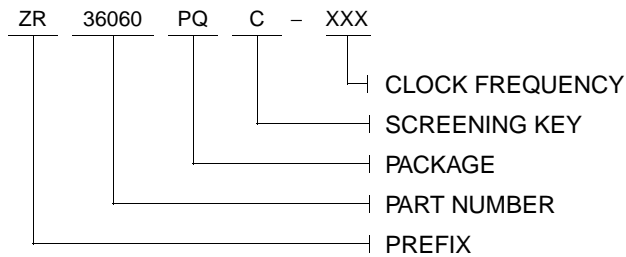 ZR 36060 PQ C – XXX
CLOCK FREQUENCY
SCREENING KEY
PACKAGE
PART NUMBER
PREFIX